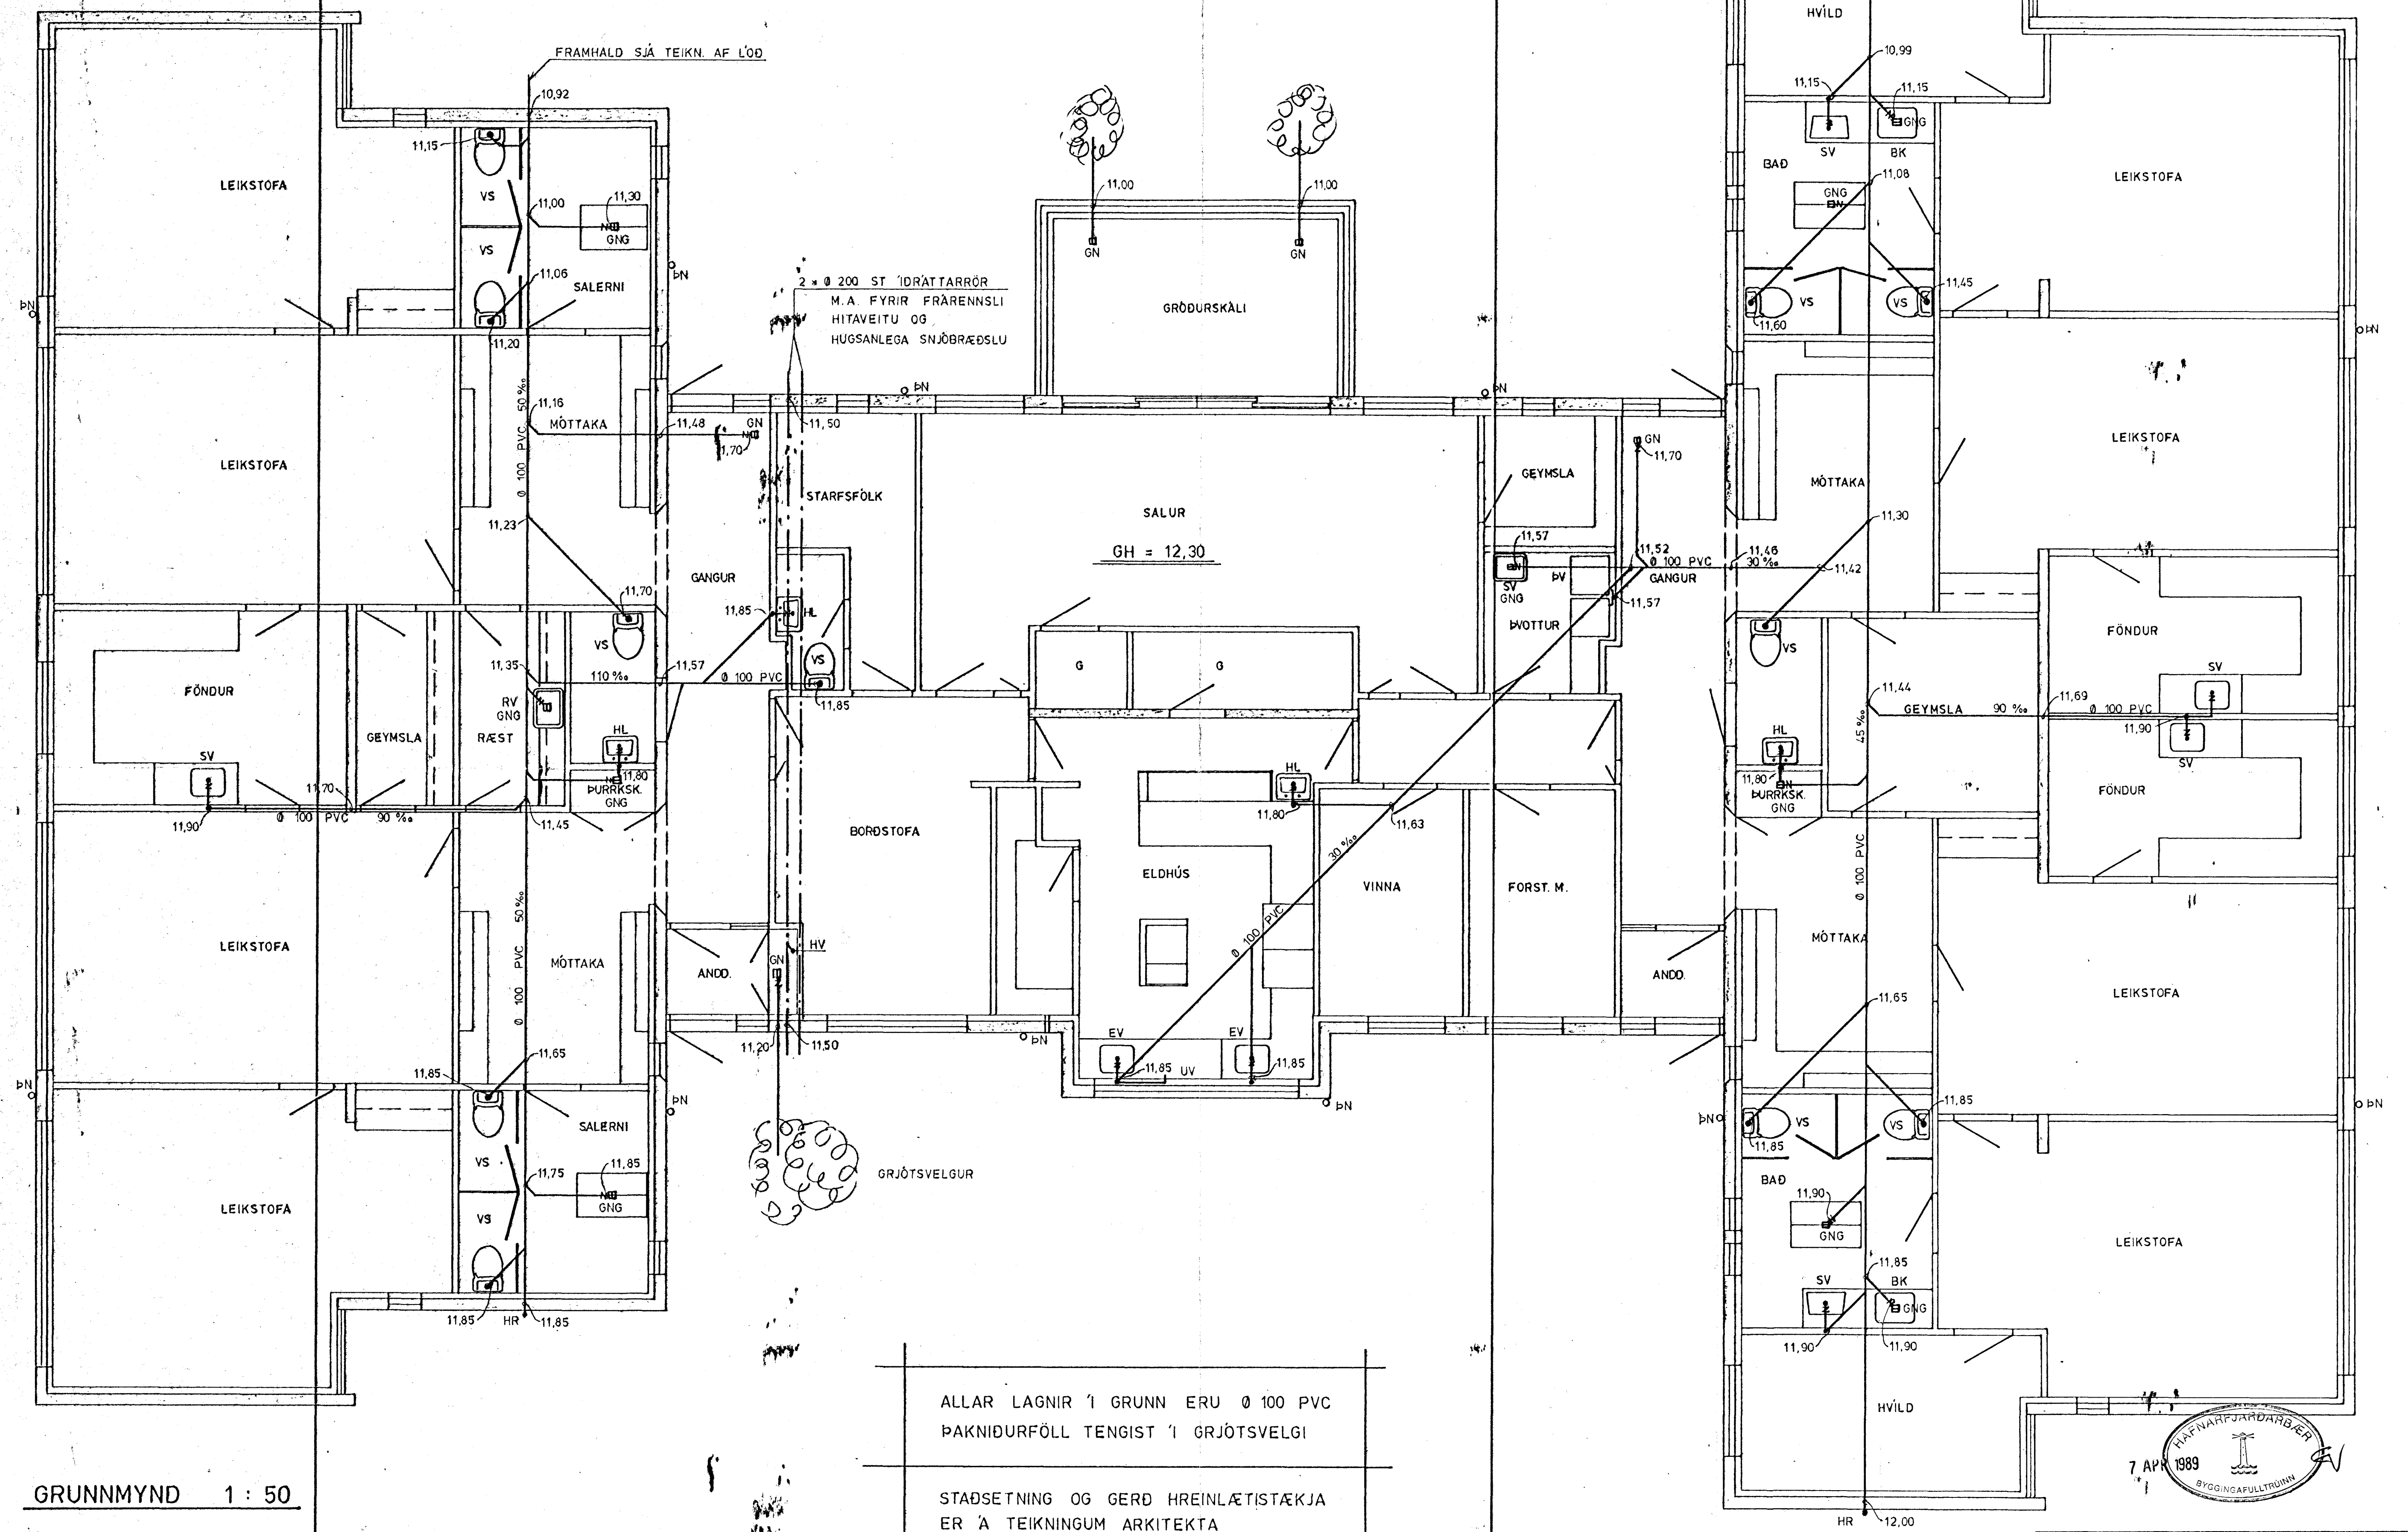 FRAMHALD SJÁ TEIKN. AF LÓÐ
10,92
11,15
LEIKSTOFA
VS
11,00
11,30
GNG
VS
11,06
SALERNI
ÞN
ÞN
11,20
Ø 100 PVC 50 ‰
11,16
MÓTTAKA
11,48
GN
11,70
LEIKSTOFA
11,23
GANGUR
11,70
VS
11,35
110 ‰
11,57
Ø 100 PVC
FÖNDUR
GEYMSLA
RV
GNG
RÆST
HL
SV
11,80
ÞURRKSK.
GNG
11,70
11,90
Ø 100 PVC 90 ‰
11,45
LEIKSTOFA
Ø 100 PVC 50 ‰
MÓTTAKA
ANDD.
11,65
11,85
ÞN
ÞN
SALERNI
VS
11,75
11,85
GNG
VS
LEIKSTOFA
11,85
HR
11,85
2 x Ø 200 ST ÍDRÁTTARRÖR
M.A. FYRIR FRÁRENNSLI
HITAVEITU OG
HUGSANLEGA SNJÓBRÆÐSLU
11,00
11,00
GN
GN
GRÓÐURSKÁLI
ÞN
ÞN
11,50
STARFSFÓLK
SALUR
GH = 12,30
11,85
HL
VS
11,85
G
G
GEYMSLA
GN
11,70
11,57
SV
GNG
ÞV
ÞVOTTUR
11,52
Ø 100 PVC
30 ‰
11,46
GANGUR
11,57
11,42
BORÐSTOFA
ELDHÚS
HL
11,80
11,63
30 ‰
Ø 100 PVC
VINNA
FORST. M.
ANDD.
HV
GN
11,20
11,50
ÞN
EV
EV
11,85
UV
11,85
ÞN
GRJÓTSVELGUR
HVÍLD
10,99
11,15
11,15
GNG
SV
BK
BAÐ
11,08
GNG
LEIKSTOFA
VS
VS
11,45
11,60
ÞN
MÓTTAKA
LEIKSTOFA
11,30
FÖNDUR
VS
SV
11,44
GEYMSLA
90 ‰
11,69
Ø 100 PVC
11,90
45 ‰
HL
SV
11,80
ÞURRKSK.
GNG
FÖNDUR
Ø 100 PVC
MÓTTAKA
LEIKSTOFA
11,65
ÞN
VS
VS
11,85
ÞN
11,85
BAÐ
11,90
GNG
LEIKSTOFA
11,85
SV
BK
GNG
11,90
11,90
HVÍLD
HR
12,00
ALLAR LAGNIR Í GRUNN ERU Ø 100 PVC
ÞAKNIÐURFÖLL TENGIST Í GRJÓTSVELGI
STAÐSETNING OG GERÐ HREINLÆTISTÆKJA
ER Á TEIKNINGUM ARKITEKTA
GRUNNMYND 1 : 50
HAFNARFJARÐARBÆR
7 APR 1989
BYGGINGAFULLTRÚINN